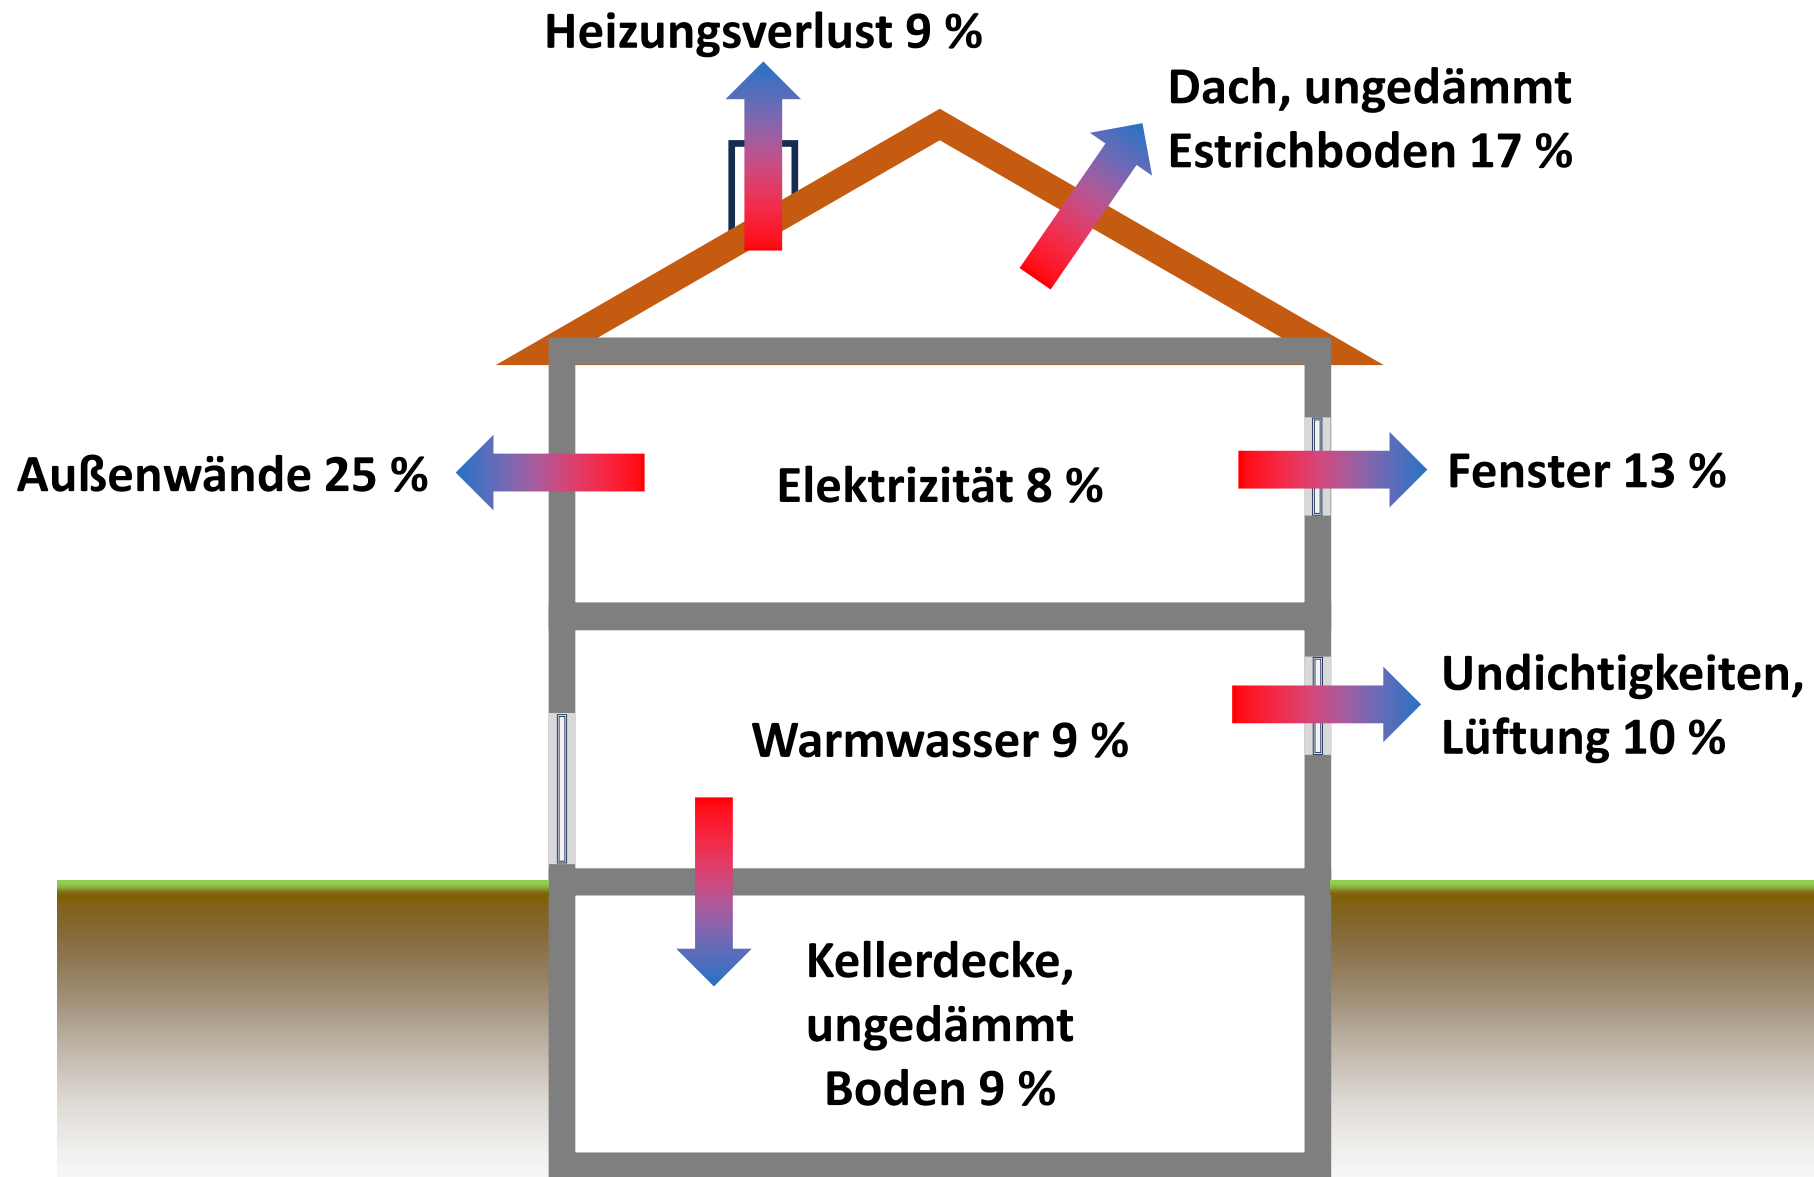 Heizungsverlust 9 %
Dach, ungedämmt
Estrichboden 17 %
Außenwände 25 %
Elektrizität 8 %
Fenster 13 %
Undichtigkeiten,
Lüftung 10 %
Warmwasser 9 %
Kellerdecke,
ungedämmt
Boden 9 %